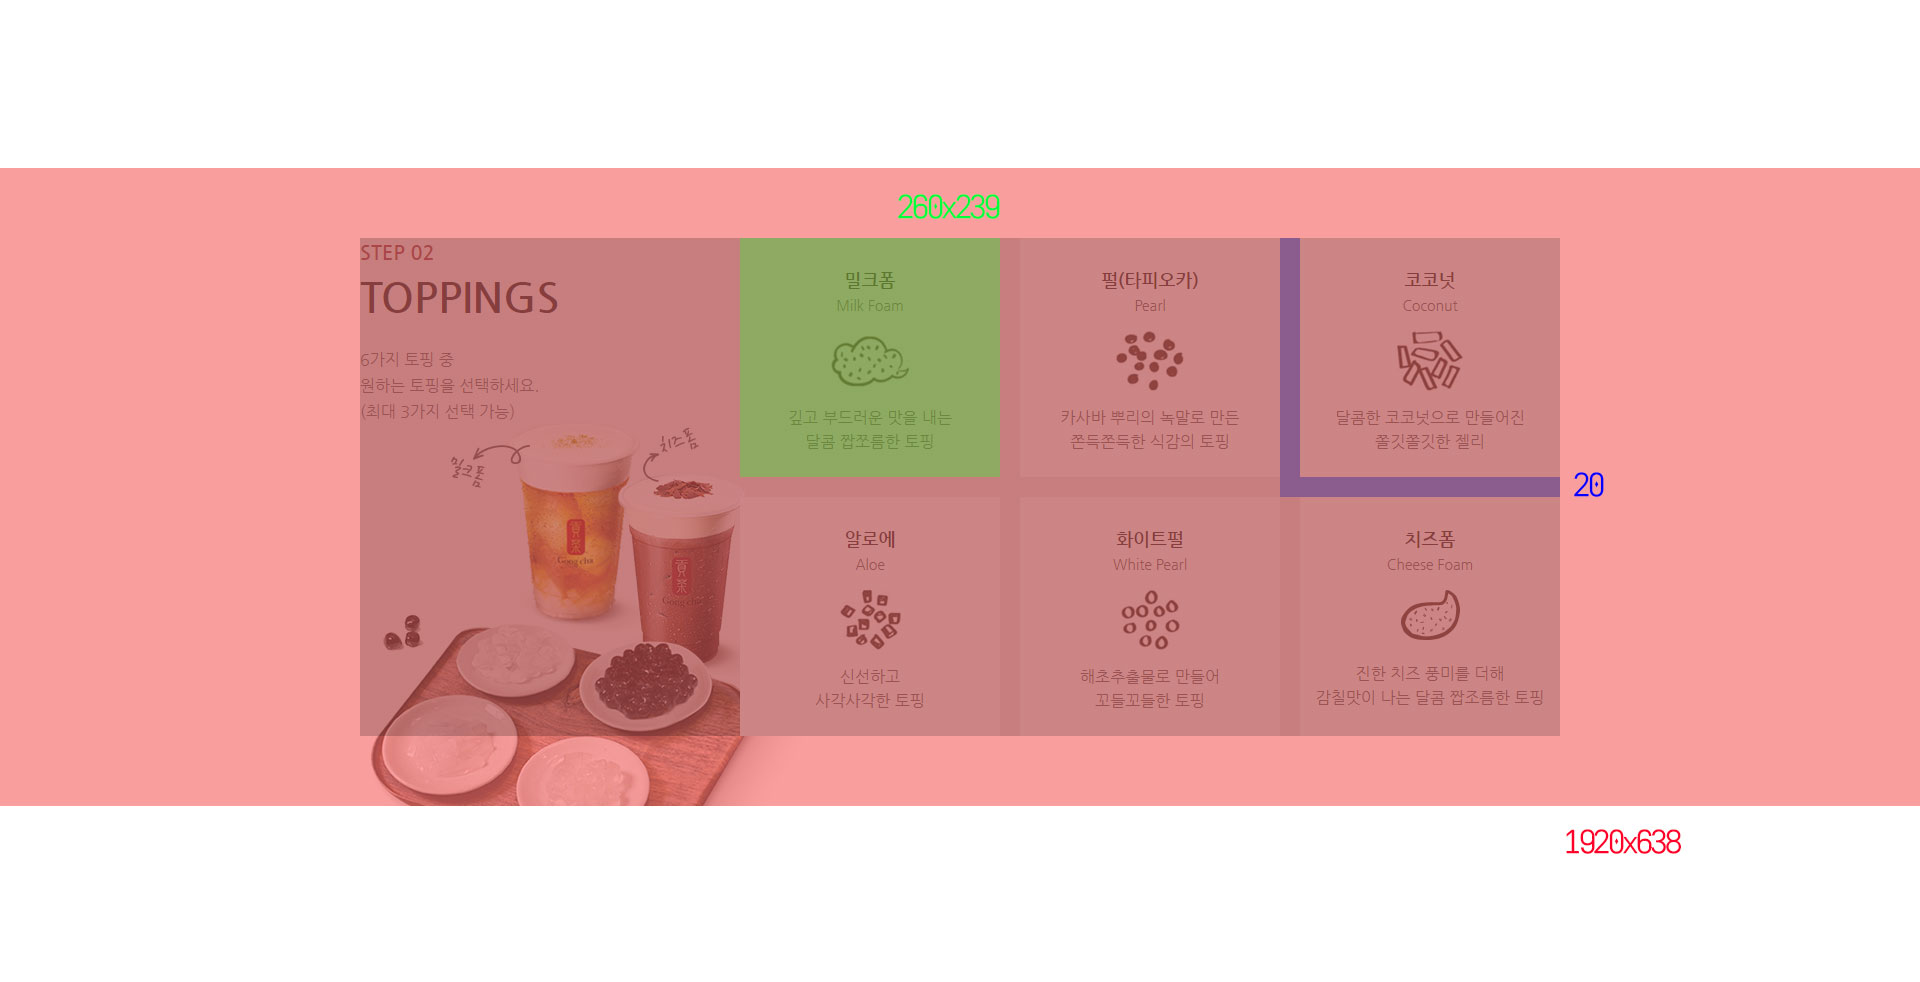 260x239
STEP 02
TOPPINGS
6가지 토핑 중
원하는 토핑을 선택하세요.
(최대 3가지 선택 가능)
밀크폼
치즈폼
貢茶
Gong cha
貢茶
Gong cha
밀크폼
Milk Foam
깊고 부드러운 맛을 내는
달콤 짭쪼름한 토핑
펄(타피오카)
Pearl
카사바 뿌리의 녹말로 만든
쫀득쫀득한 식감의 토핑
코코넛
Coconut
달콤한 코코넛으로 만들어진
쫄깃쫄깃한 젤리
20
알로에
Aloe
신선하고
사각사각한 토핑
화이트펄
White Pearl
해초추출물로 만들어
꼬들꼬들한 토핑
치즈폼
Cheese Foam
진한 치즈 풍미를 더해
감칠맛이 나는 달콤 짭조름한 토핑
1920x638